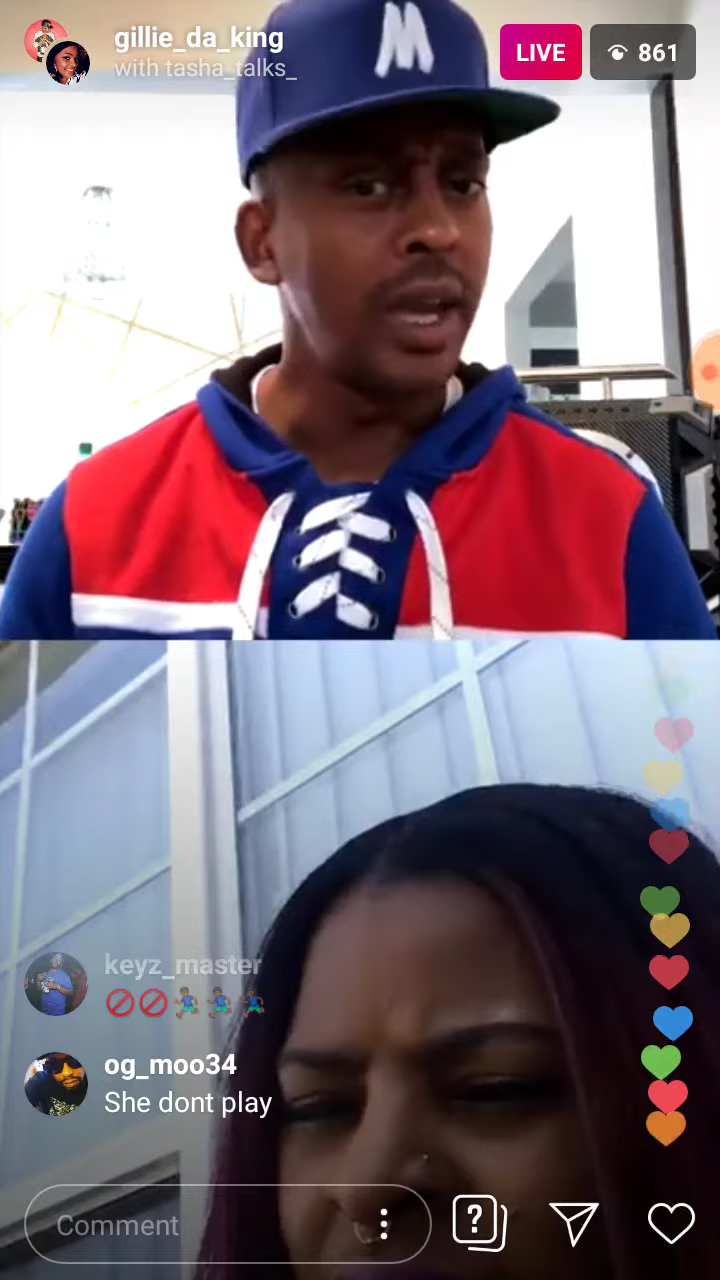 gillie_da_king
with tasha_talks_
LIVE
861
M
keyz_master
og_moo34
She dont play
Comment
?